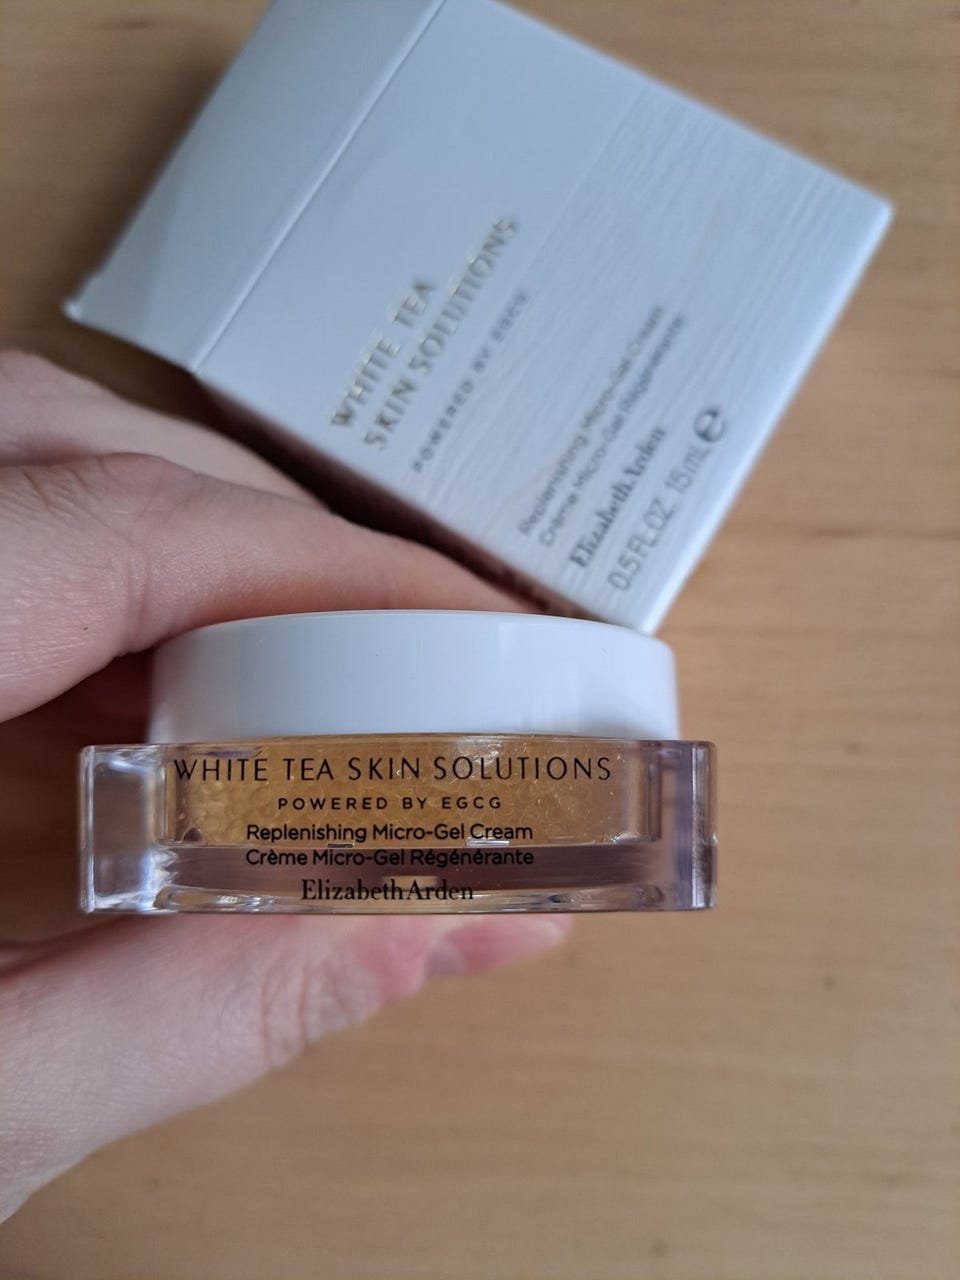 WHITE TEA
SKIN SOLUTIONS
POWERED BY EGCG
Replenishing Micro-Gel Cream
Crème Micro-Gel Régénérante
Elizabeth Arden
0.5 FL.OZ. 15mL ℮
WHITE TEA SKIN SOLUTIONS
POWERED BY EGCG
Replenishing Micro-Gel Cream
Crème Micro-Gel Régénérante
Elizabeth Arden